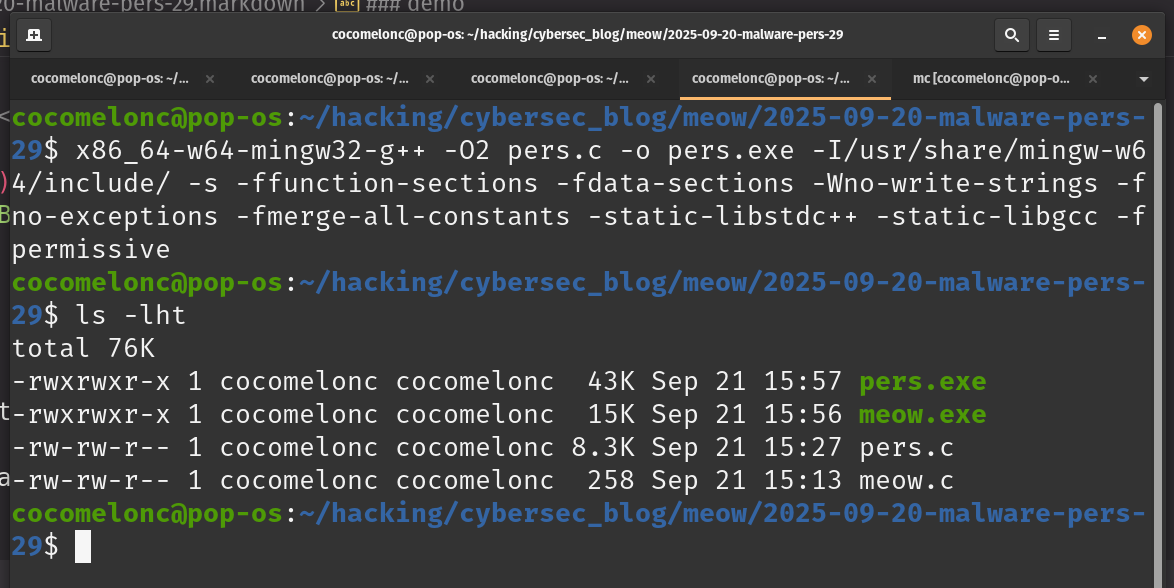 20-malware-pers-29.markdown > abc ### demo
cocomelonc@pop-os: ~/hacking/cybersec_blog/meow/2025-09-20-malware-pers-29
cocomelonc@pop-os: ~/... × cocomelonc@pop-os: ~/... × cocomelonc@pop-os: ~/... × cocomelonc@pop-os: ~/... × mc [cocomelonc@pop-o... ×
cocomelonc@pop-os:~/hacking/cybersec_blog/meow/2025-09-20-malware-pers-
29$ x86_64-w64-mingw32-g++ -O2 pers.c -o pers.exe -I/usr/share/mingw-w6
4/include/ -s -ffunction-sections -fdata-sections -Wno-write-strings -f
no-exceptions -fmerge-all-constants -static-libstdc++ -static-libgcc -f
permissive
cocomelonc@pop-os:~/hacking/cybersec_blog/meow/2025-09-20-malware-pers-
29$ ls -lht
total 76K
-rwxrwxr-x 1 cocomelonc cocomelonc  43K Sep 21 15:57 pers.exe
-rwxrwxr-x 1 cocomelonc cocomelonc  15K Sep 21 15:56 meow.exe
-rw-rw-r-- 1 cocomelonc cocomelonc 8.3K Sep 21 15:27 pers.c
-rw-rw-r-- 1 cocomelonc cocomelonc  258 Sep 21 15:13 meow.c
cocomelonc@pop-os:~/hacking/cybersec_blog/meow/2025-09-20-malware-pers-
29$